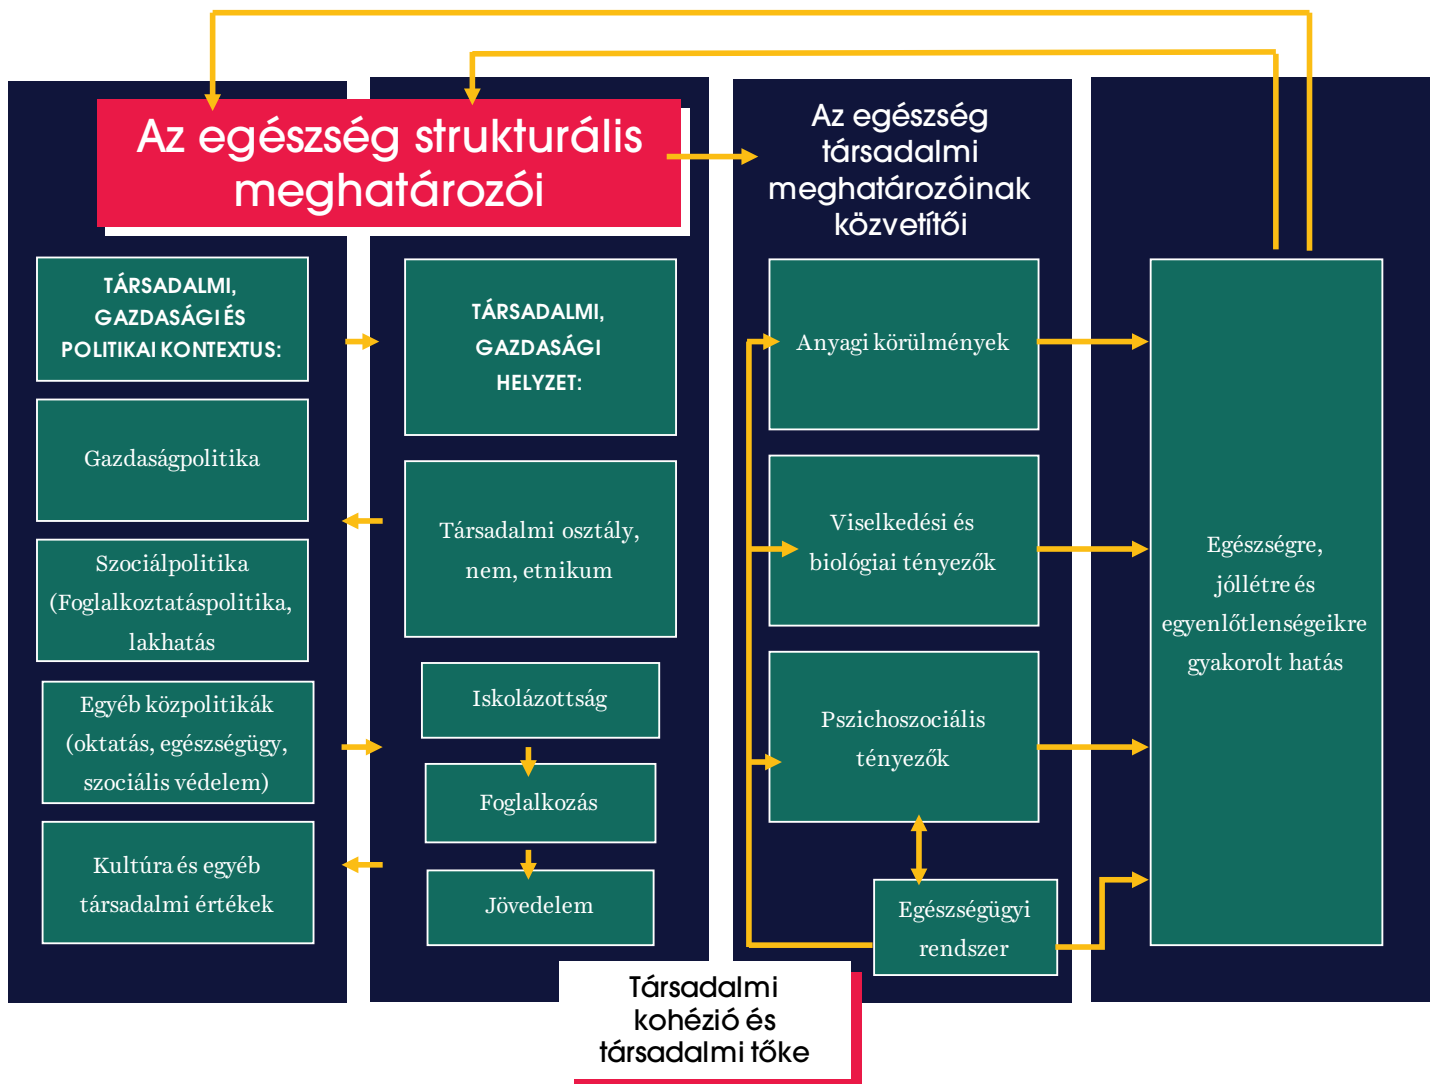 Az egészség strukturális
meghatározói
TÁRSADALMI,
GAZDASÁGI ÉS
POLITIKAI KONTEXTUS:
Gazdaságpolitika
Szociálpolitika
(Foglalkoztatáspolitika,
lakhatás
Egyéb közpolitikák
(oktatás, egészségügy,
szociális védelem)
Kultúra és egyéb
társadalmi értékek
TÁRSADALMI,
GAZDASÁGI
HELYZET:
Társadalmi osztály,
nem, etnikum
Iskolázottság
Foglalkozás
Jövedelem
Az egészség
társadalmi
meghatározóinak
közvetítői
Anyagi körülmények
Viselkedési és
biológiai tényezők
Pszichoszociális
tényezők
Egészségügyi
rendszer
Egészségre,
jóllétre és
egyenlőtlenségeikre
gyakorolt hatás
Társadalmi
kohézió és
társadalmi tőke